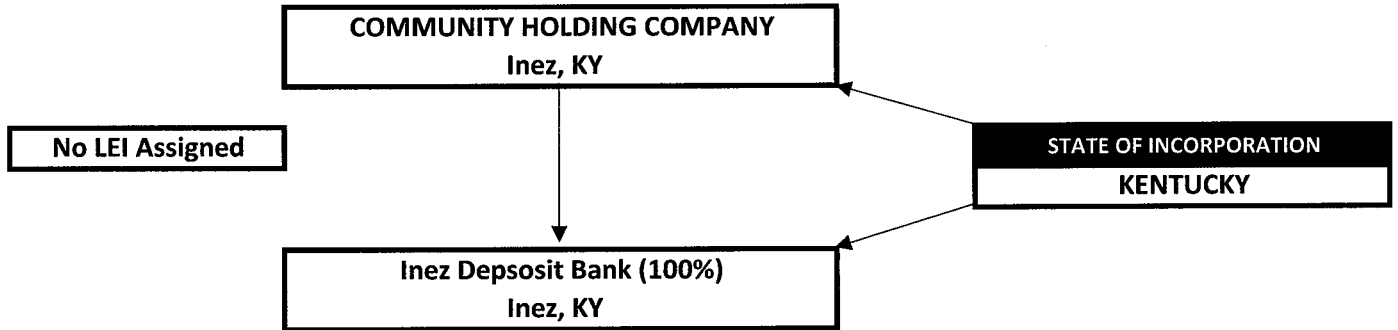 COMMUNITY HOLDING COMPANY
Inez, KY
No LEI Assigned
STATE OF INCORPORATION
KENTUCKY
Inez Depsosit Bank (100%)
Inez, KY